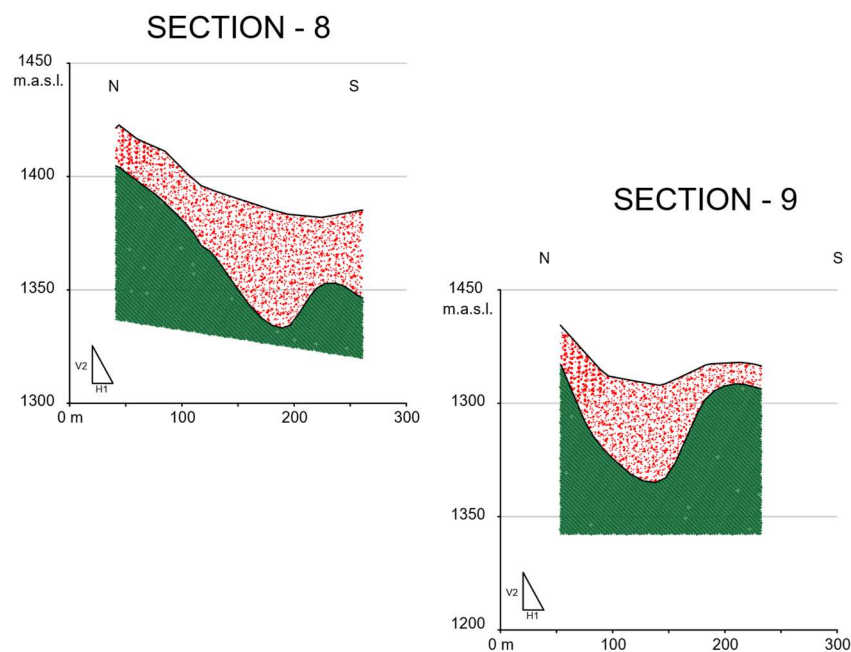 SECTION - 8
1450
m.a.s.l.
N
S
1400
1350
V2
H1
1300
0 m
100
200
300
SECTION - 9
N
S
1450
m.a.s.l.
1300
1350
V2
H1
1200
0 m
100
200
300